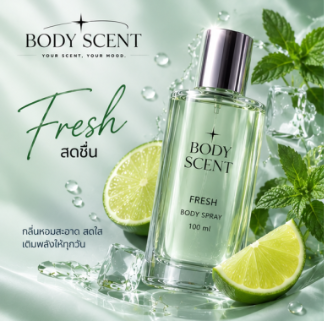 BODY SCENT
YOUR SCENT, YOUR MOOD.
Fresh
สดชื่น
กลิ่นหอมสะอาด สดใส
เติมพลังให้ทุกวัน
BODY
SCENT
FRESH
BODY SPRAY
100 ml